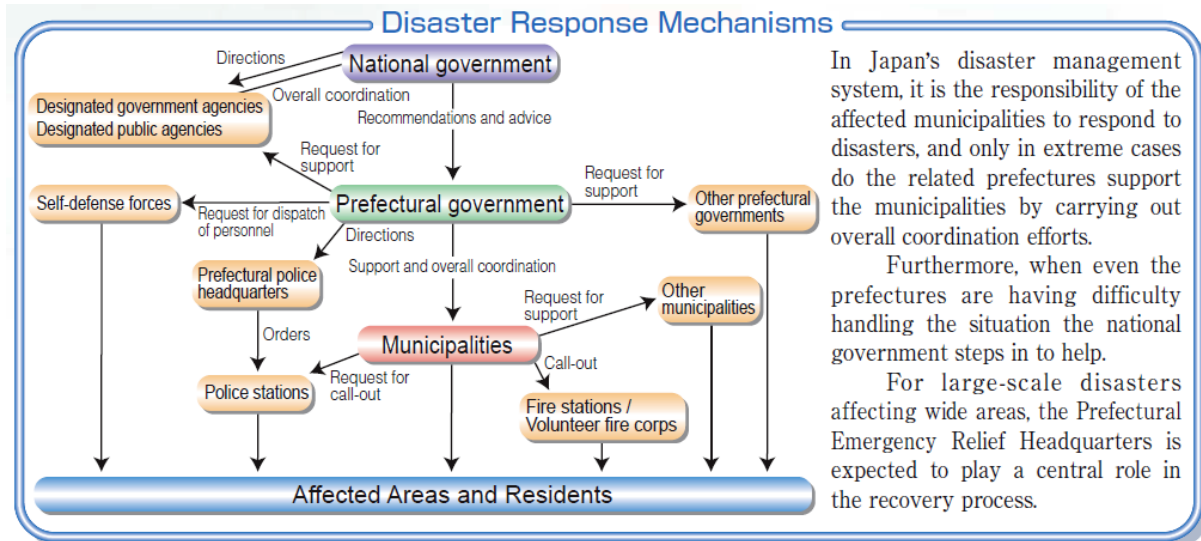 Disaster Response Mechanisms
Directions
National government
Overall coordination
Designated government agencies
Designated public agencies
Recommendations and advice
Request for
support
Request for
support
Self-defense forces
Prefectural government
Other prefectural
governments
Request for dispatch
of personnel
Directions
Support and overall coordination
Prefectural police
headquarters
Request for
support
Other
municipalities
Orders
Municipalities
Call-out
Police stations
Request for
call-out
Fire stations /
Volunteer fire corps
Affected Areas and Residents
In Japan's disaster management
system, it is the responsibility of the
affected municipalities to respond to
disasters, and only in extreme cases
do the related prefectures support
the municipalities by carrying out
overall coordination efforts.
Furthermore, when even the
prefectures are having difficulty
handling the situation the national
government steps in to help.
For large-scale disasters
affecting wide areas, the Prefectural
Emergency Relief Headquarters is
expected to play a central role in
the recovery process.